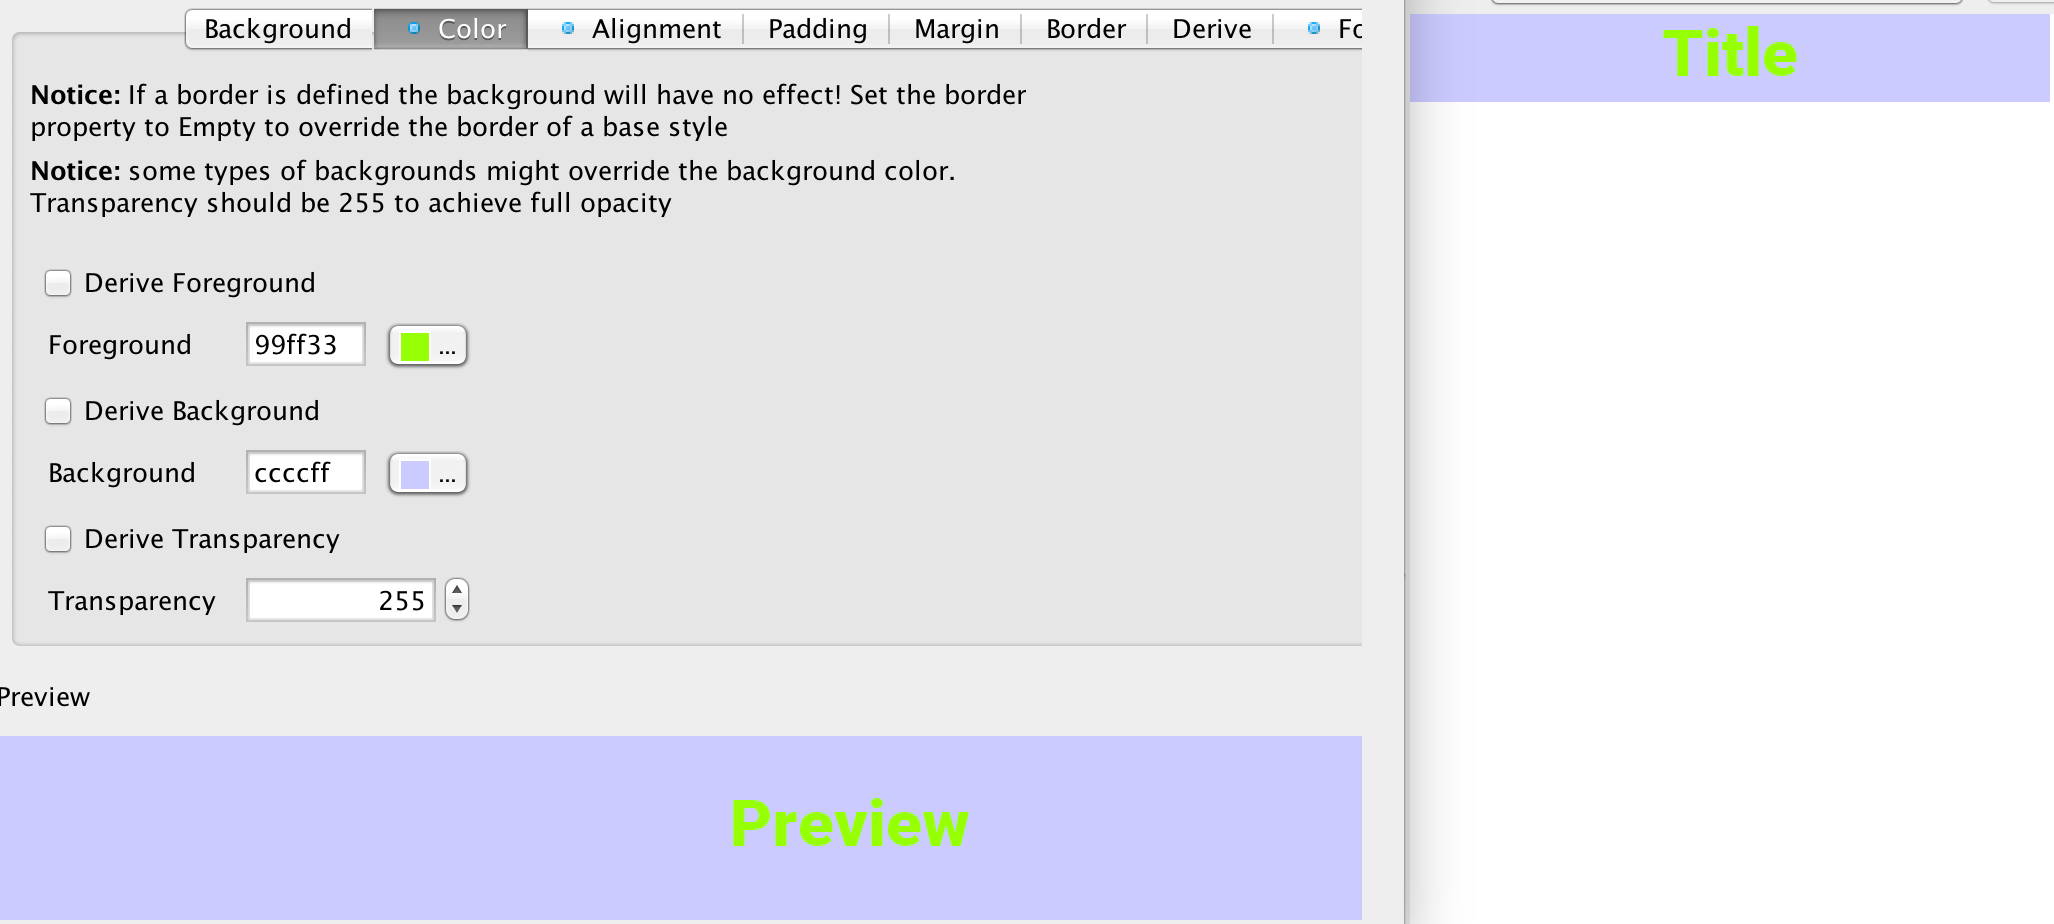 Background
Color
Alignment
Padding
Margin
Border
Derive
Fo
Title
Notice: If a border is defined the background will have no effect! Set the border
property to Empty to override the border of a base style
Notice: some types of backgrounds might override the background color.
Transparency should be 255 to achieve full opacity
Derive Foreground
Foreground 99ff33 ...
Derive Background
Background ccccff ...
Derive Transparency
Transparency 255
Preview
Preview